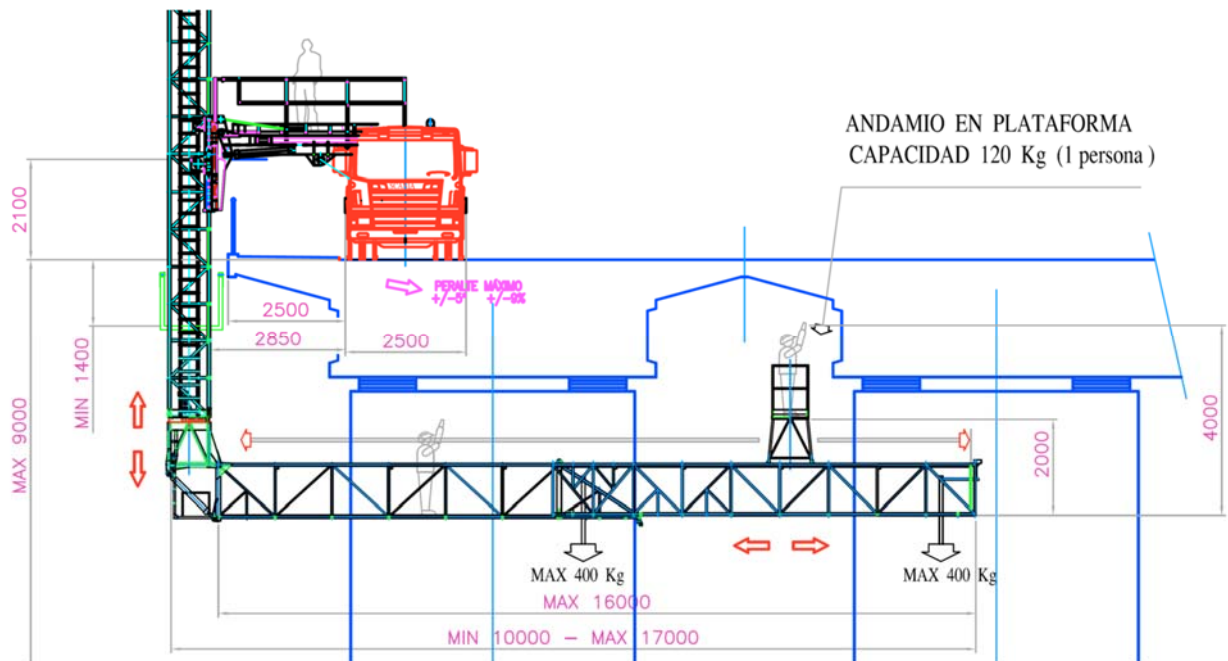 ANDAMIO EN PLATAFORMA
CAPACIDAD 120 Kg (1 persona)
2100
SCANIA
PERALTE MÁXIMO
+/-5° +/-9%
2500
2850
2500
MIN 1400
MAX 9000
4000
2000
MAX 400 Kg
MAX 400 Kg
MAX 16000
MIN 10000 - MAX 17000